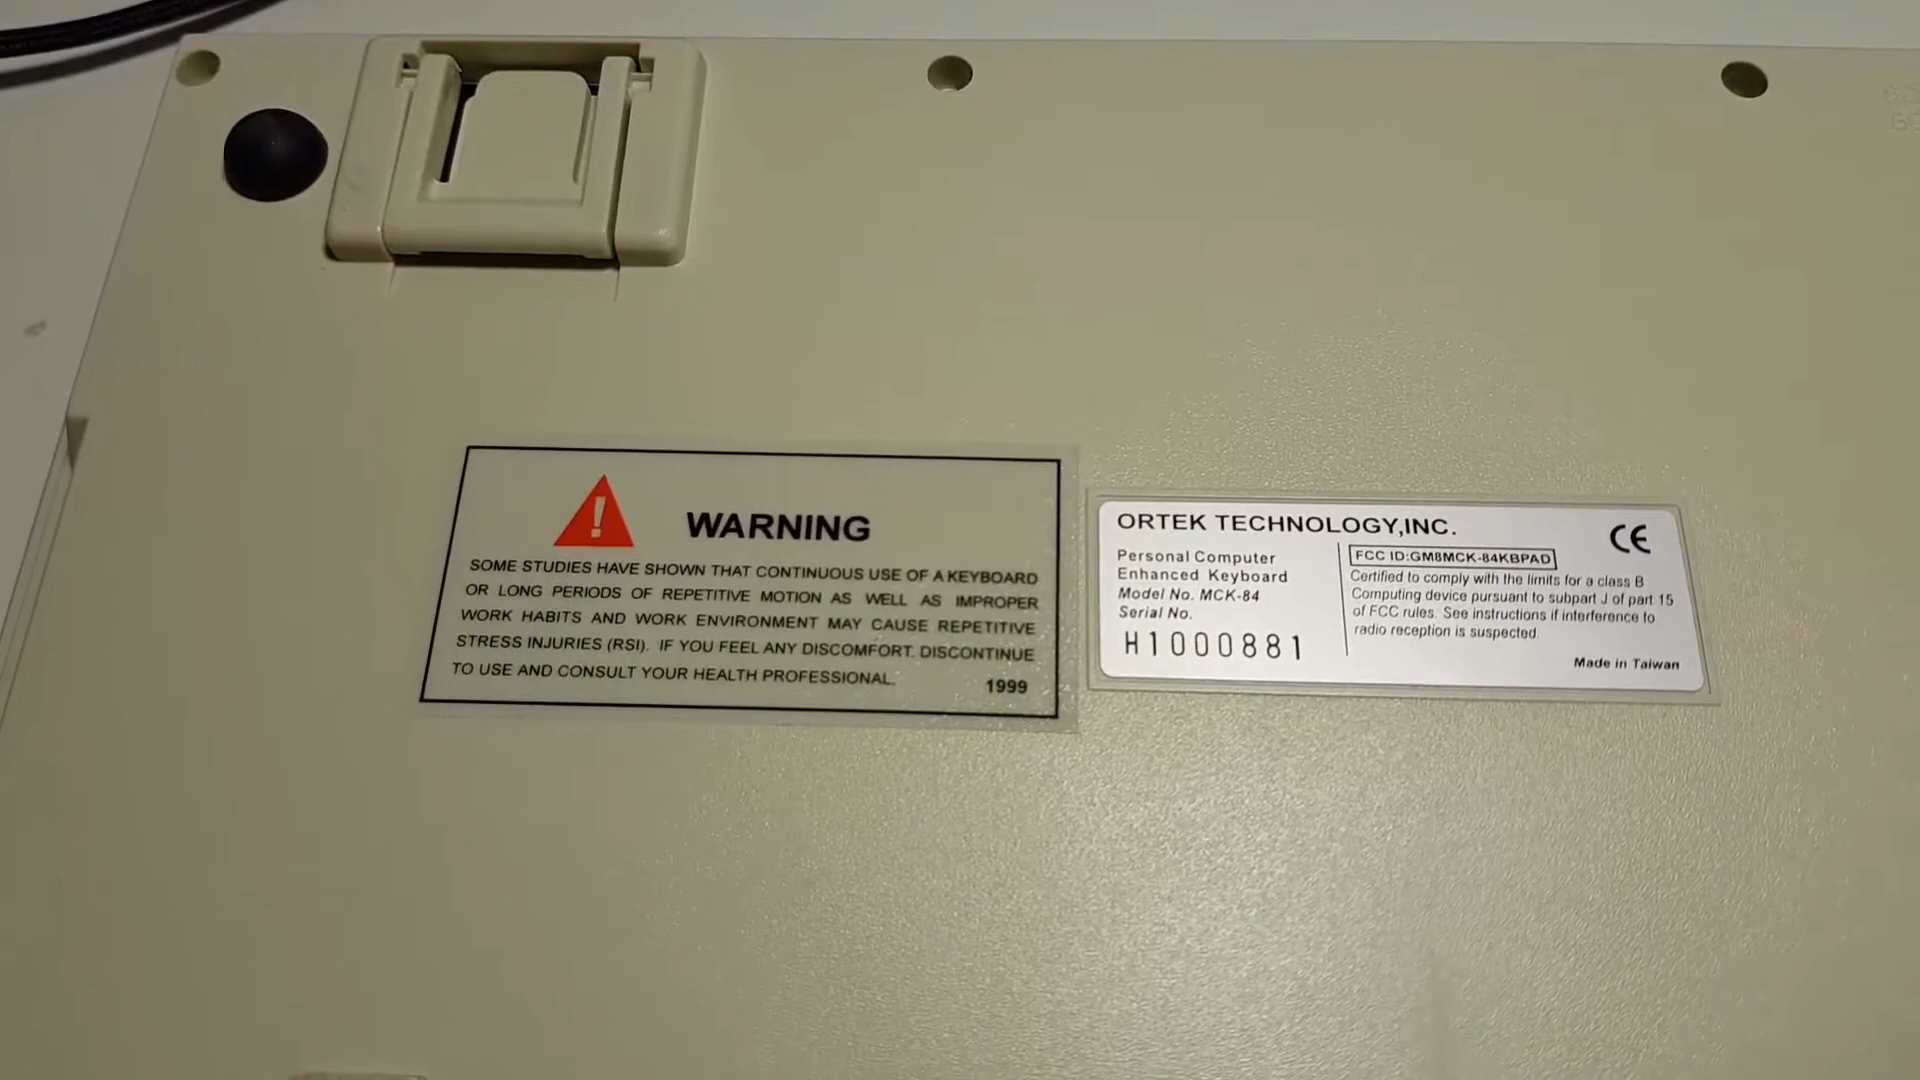 WARNING
SOME STUDIES HAVE SHOWN THAT CONTINUOUS USE OF A KEYBOARD
OR LONG PERIODS OF REPETITIVE MOTION AS WELL AS IMPROPER
WORK HABITS AND WORK ENVIRONMENT MAY CAUSE REPETITIVE
STRESS INJURIES (RSI). IF YOU FEEL ANY DISCOMFORT. DISCONTINUE
TO USE AND CONSULT YOUR HEALTH PROFESSIONAL.
1999
ORTEK TECHNOLOGY,INC.
CE
Personal Computer
Enhanced Keyboard
Model No. MCK-84
Serial No.
H1000881
FCC ID:GM8MCK-84KBPAD
Certified to comply with the limits for a class B
Computing device pursuant to subpart J of part 15
of FCC rules. See instructions if interference to
radio reception is suspected.
Made in Taiwan